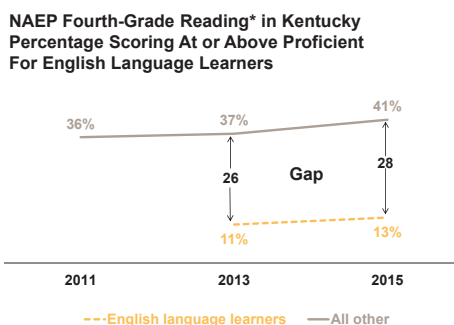 NAEP Fourth-Grade Reading* in Kentucky
Percentage Scoring At or Above Proficient
For English Language Learners
36%
37%
41%
26
Gap
28
11%
13%
2011
2013
2015
English language learners
All other